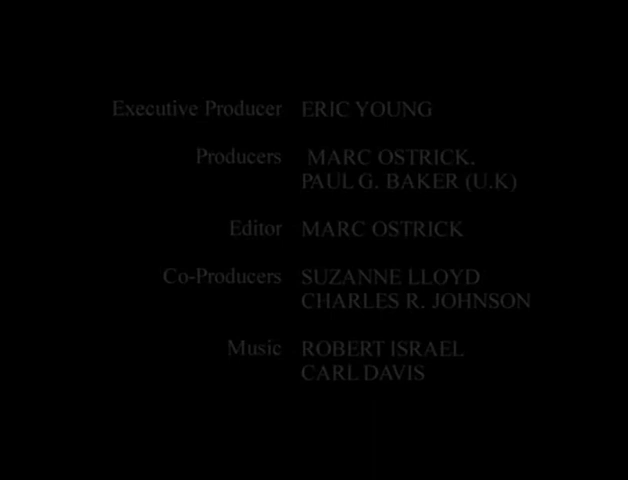 Executive Producer ERIC YOUNG
Producers MARC OSTRICK.
PAUL G. BAKER (U.K)
Editor MARC OSTRICK
Co-Producers SUZANNE LLOYD
CHARLES R. JOHNSON
Music ROBERT ISRAEL
CARL DAVIS